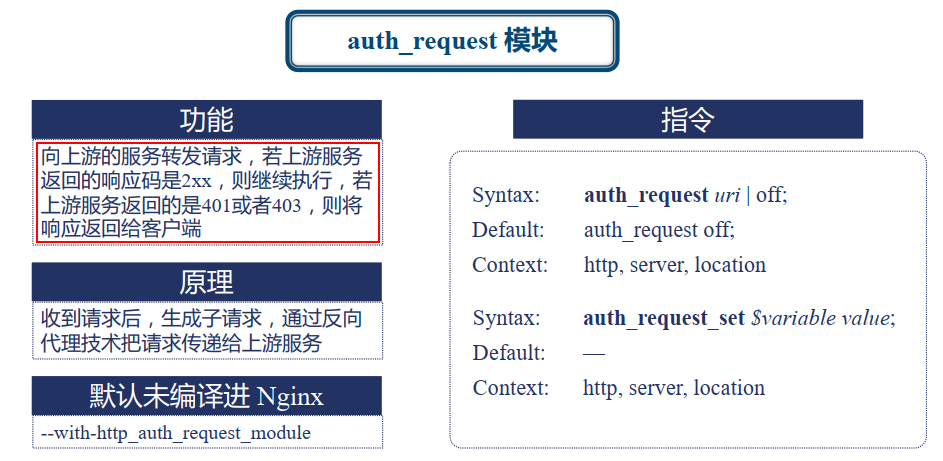 auth_request 模块
功能
向上游的服务转发请求，若上游服务
返回的响应码是2xx，则继续执行，若
上游服务返回的是401或者403，则将
响应返回给客户端
原理
收到请求后，生成子请求，通过反向
代理技术把请求传递给上游服务
默认未编译进 Nginx
--with-http_auth_request_module
指令
Syntax: auth_request uri | off;
Default: auth_request off;
Context: http, server, location
Syntax: auth_request_set $variable value;
Default: —
Context: http, server, location